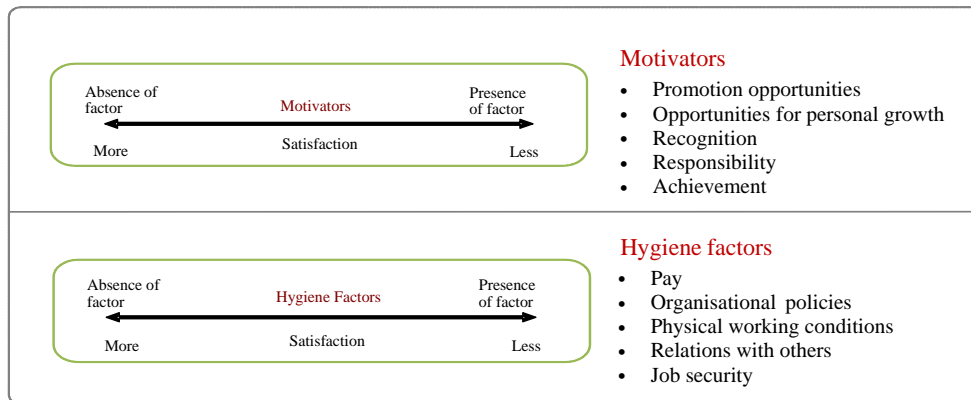 Motivators
Absence of factor
Motivators
Presence of factor
More
Satisfaction
Less
• Promotion opportunities
• Opportunities for personal growth
• Recognition
• Responsibility
• Achievement
Hygiene factors
Absence of factor
Hygiene Factors
Presence of factor
More
Satisfaction
Less
• Pay
• Organisational policies
• Physical working conditions
• Relations with others
• Job security